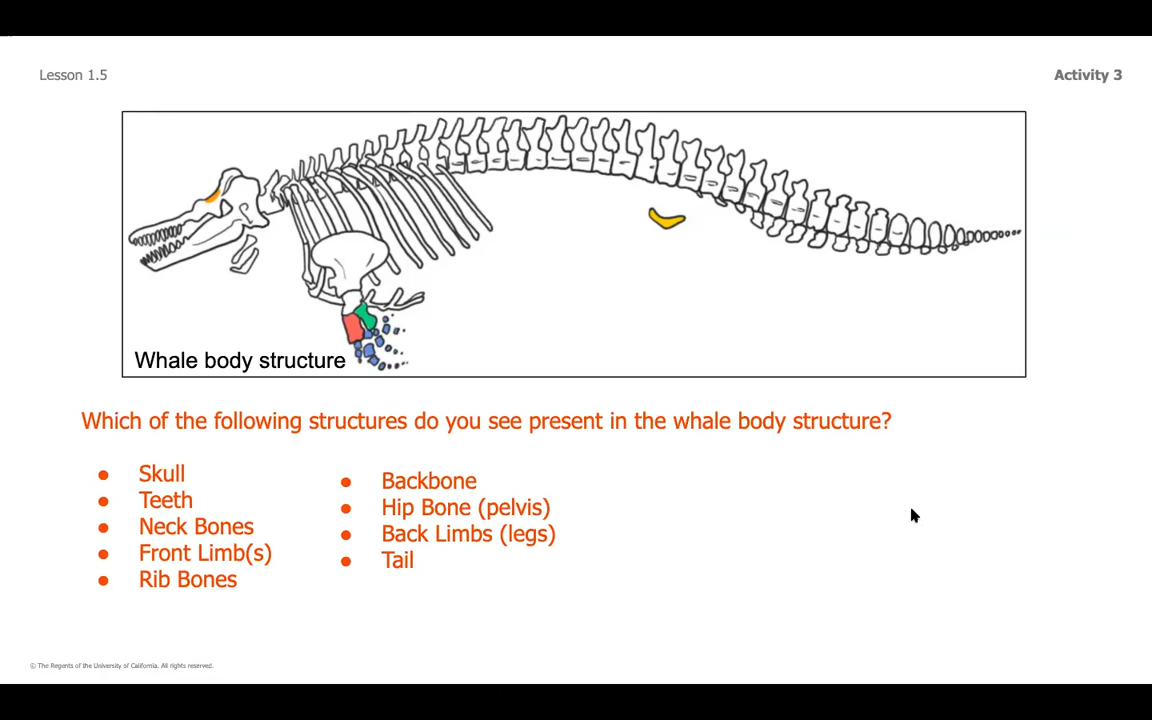 Lesson 1.5
Activity 3
Whale body structure
Which of the following structures do you see present in the whale body structure?
● Skull
● Teeth
● Neck Bones
● Front Limb(s)
● Rib Bones
● Backbone
● Hip Bone (pelvis)
● Back Limbs (legs)
● Tail
© The Regents of the University of California. All rights reserved.